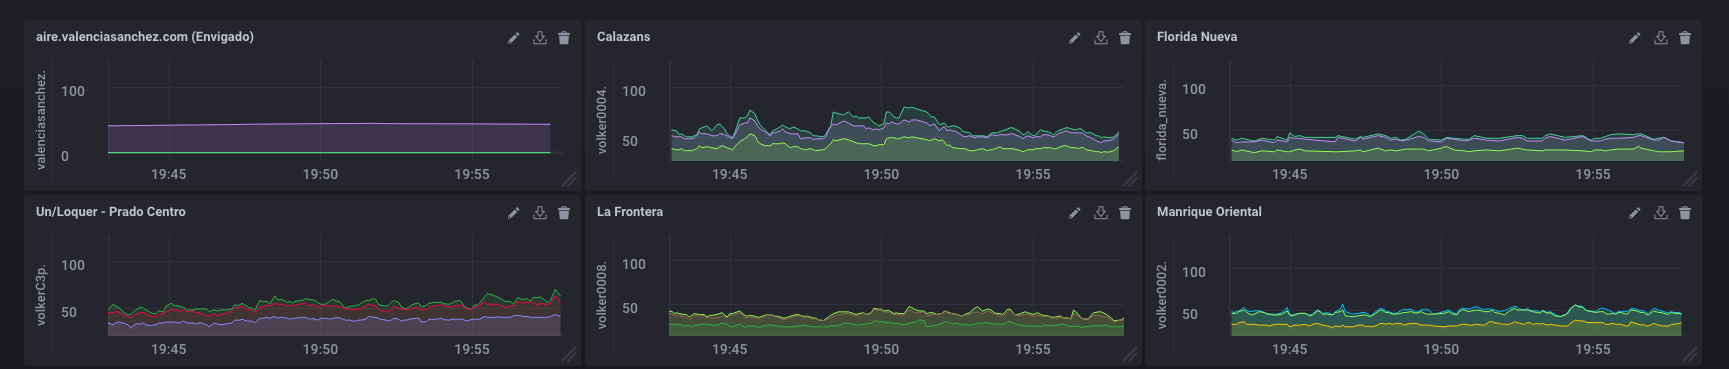 aire.valenciasanchez.com (Envigado)
valenciasanchez.
100
0
19:45 19:50 19:55
Calazans
volker0004.
100
50
19:45 19:50 19:55
Florida Nueva
florida_nueva.
100
50
19:45 19:50 19:55
Un/Loquer - Prado Centro
volkerC3p.
100
50
19:45 19:50 19:55
La Frontera
volker0008.
100
50
19:45 19:50 19:55
Manrique Oriental
volker0002.
100
50
19:45 19:50 19:55